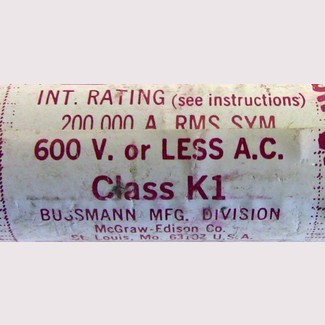 INT. RATING (see instructions)
200 000 A RMS SYM
600 V. or LESS A.C.
Class K1
BUSSMANN MFG. DIVISION
McGraw-Edison Co.
St. Louis, Mo. 63102 U.S.A.